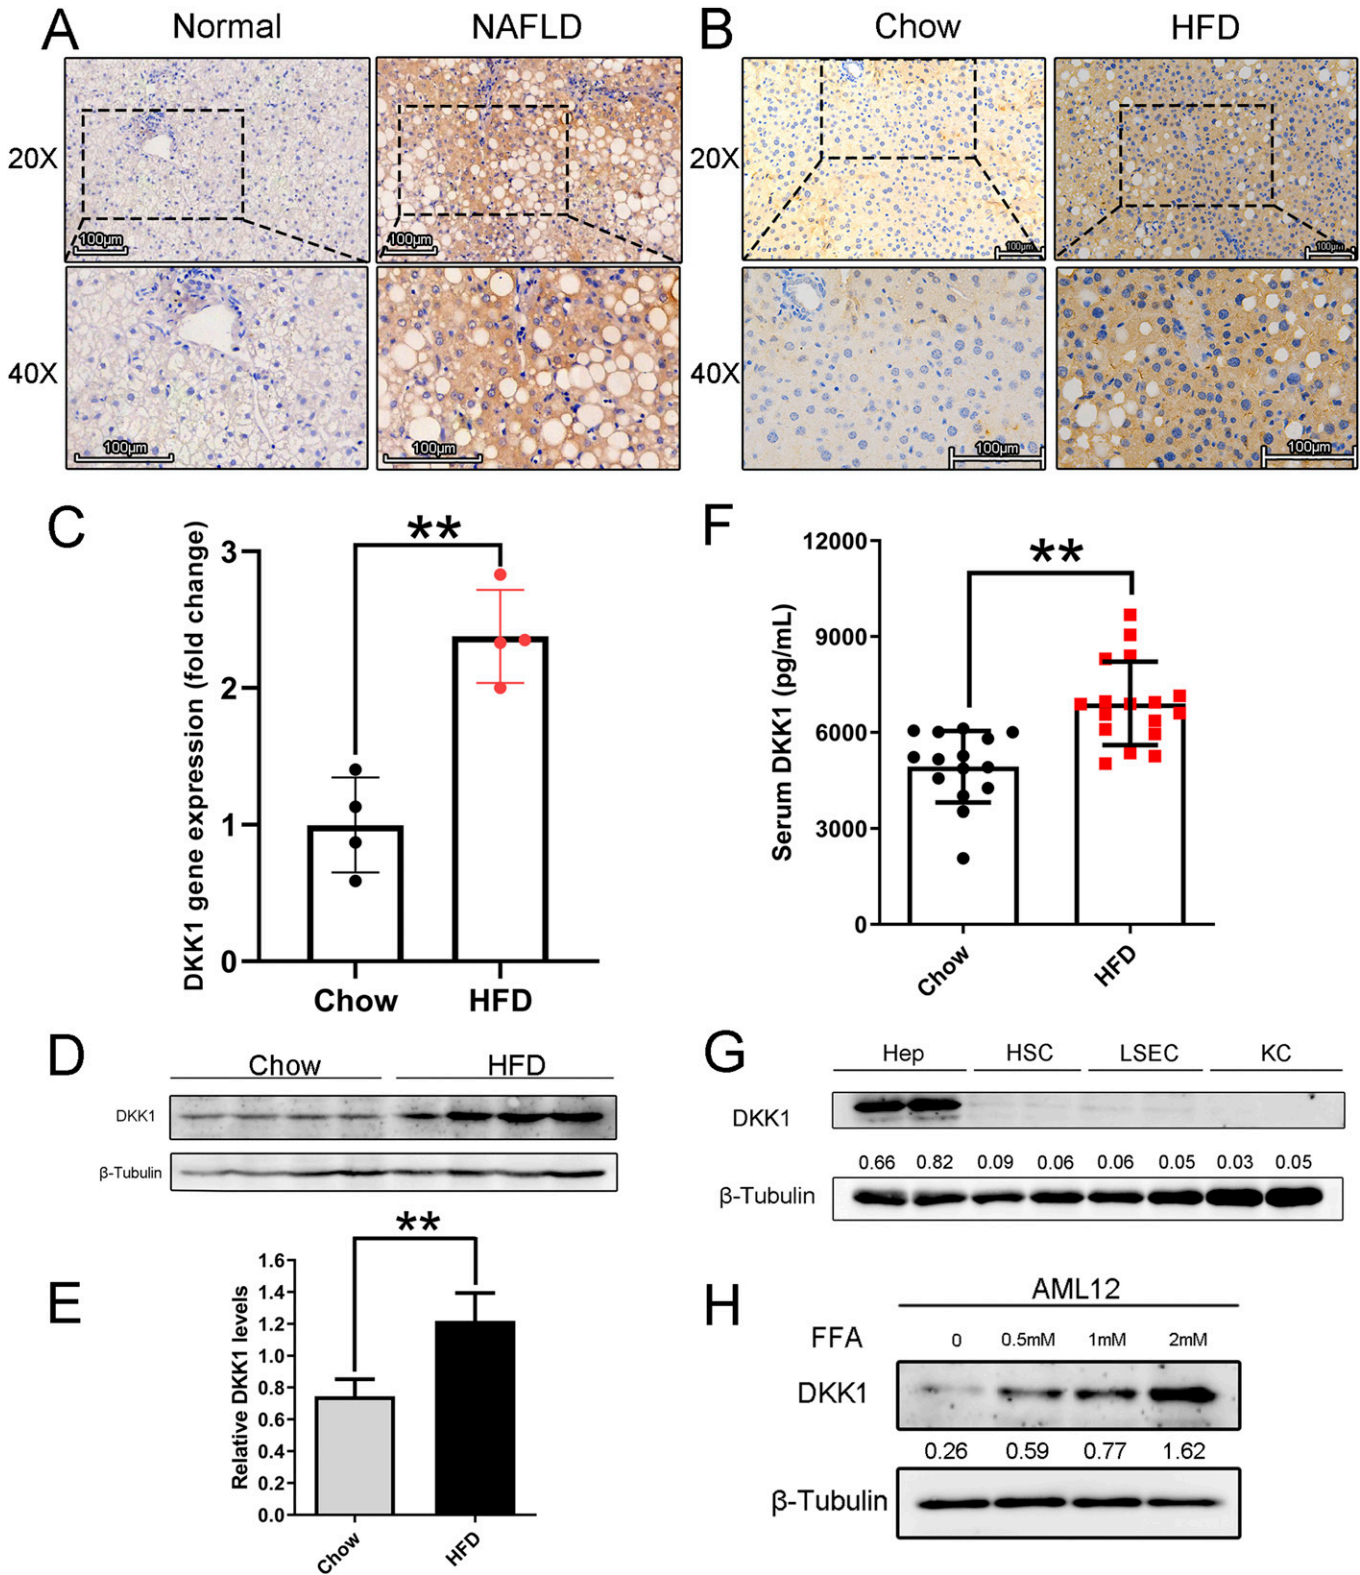 A
Normal
NAFLD
20X
100μm
100μm
40X
100μm
100μm
B
Chow
HFD
20X
100μm
100μm
40X
100μm
100μm
C
DKK1 gene expression (fold change)
3
2
1
0
**
Chow
HFD
F
Serum DKK1 (pg/mL)
12000
9000
6000
3000
0
**
Chow
HFD
D
Chow
HFD
DKK1
β-Tubulin
G
Hep
HSC
LSEC
KC
DKK1
0.66 0.82 0.09 0.06 0.06 0.05 0.03 0.05
β-Tubulin
E
Relative DKK1 levels
1.6
1.4
1.2
1.0
0.8
0.6
0.4
0.2
0.0
**
Chow
HFD
H
AML12
FFA 0 0.5mM 1mM 2mM
DKK1
0.26 0.59 0.77 1.62
β-Tubulin